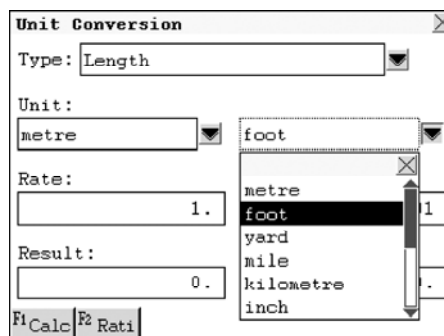 Unit Conversion
Type: Length
Unit:
metre foot
metre
Rate:
foot
1. 01
yard
Result:
mile
0. kilometre .
inch
F1 Calc F2 Rati